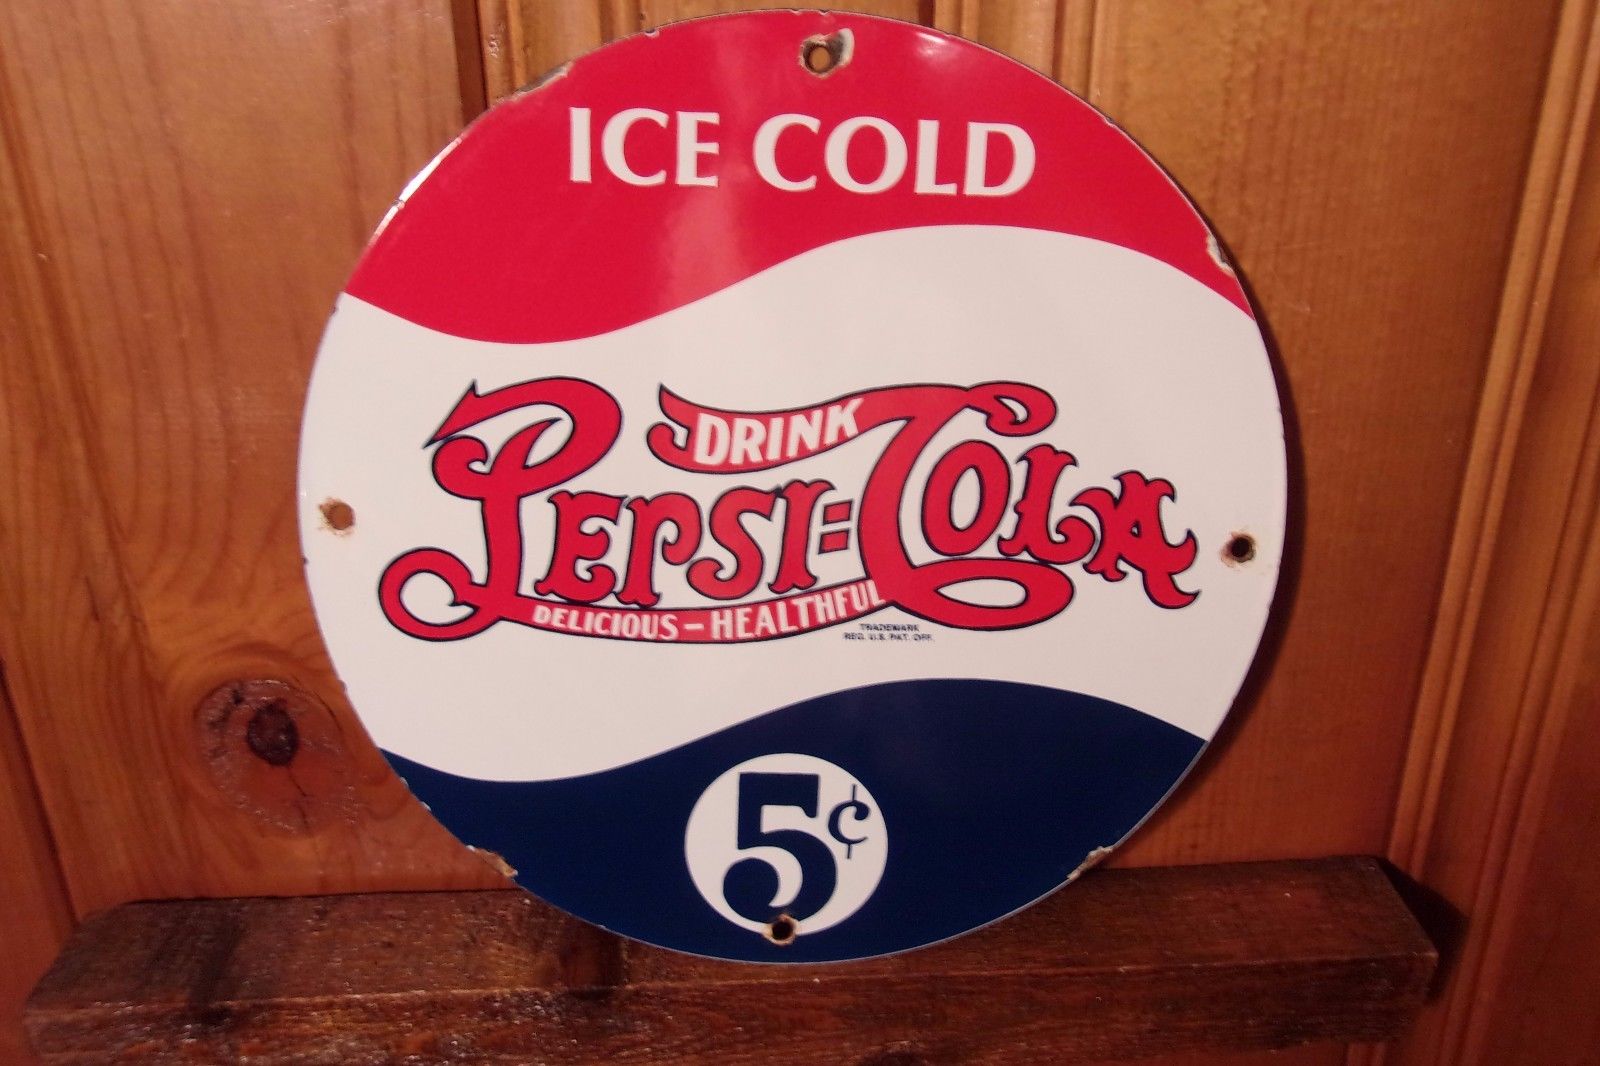 ICE COLD
DRINK
PEPSI=COLA
DELICIOUS-HEALTHFUL
TRADEMARK
REG. U.S. PAT. OFF.
5¢